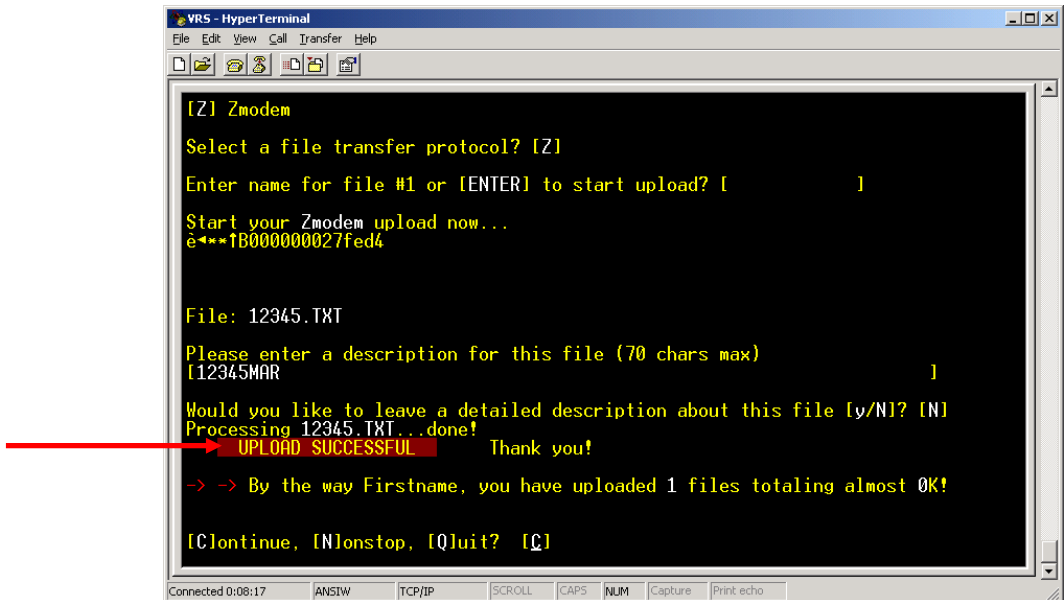 VRS - HyperTerminal
File Edit View Call Transfer Help
[Z] Zmodem
Select a file transfer protocol? [Z]
Enter name for file #1 or [ENTER] to start upload? [ ]
Start your Zmodem upload now...
è◄**↑B000000027fed4
File: 12345.TXT
Please enter a description for this file (70 chars max)
[12345MAR ]
Would you like to leave a detailed description about this file [y/N]? [N]
Processing 12345.TXT...done!
UPLOAD SUCCESSFUL Thank you!
-> -> By the way Firstname, you have uploaded 1 files totaling almost 0K!
[C]ontinue, [N]onstop, [Q]uit? [C]
Connected 0:08:17 ANSIW TCP/IP SCROLL CAPS NUM Capture Print echo